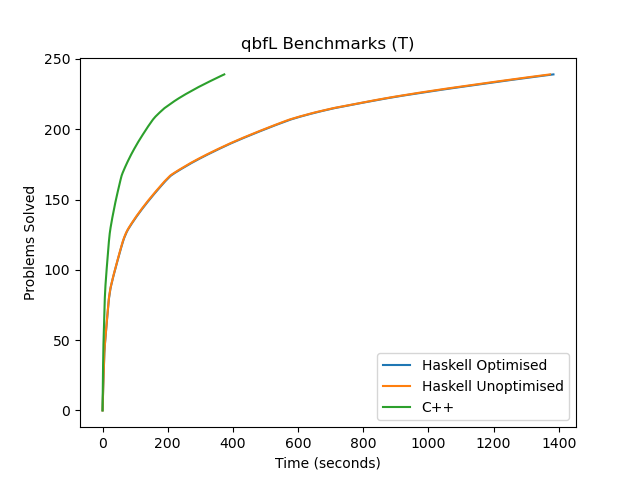 qbfL Benchmarks (T)
250
200
150
100
50
0
Problems Solved
Haskell Optimised
Haskell Unoptimised
C++
0 200 400 600 800 1000 1200 1400
Time (seconds)